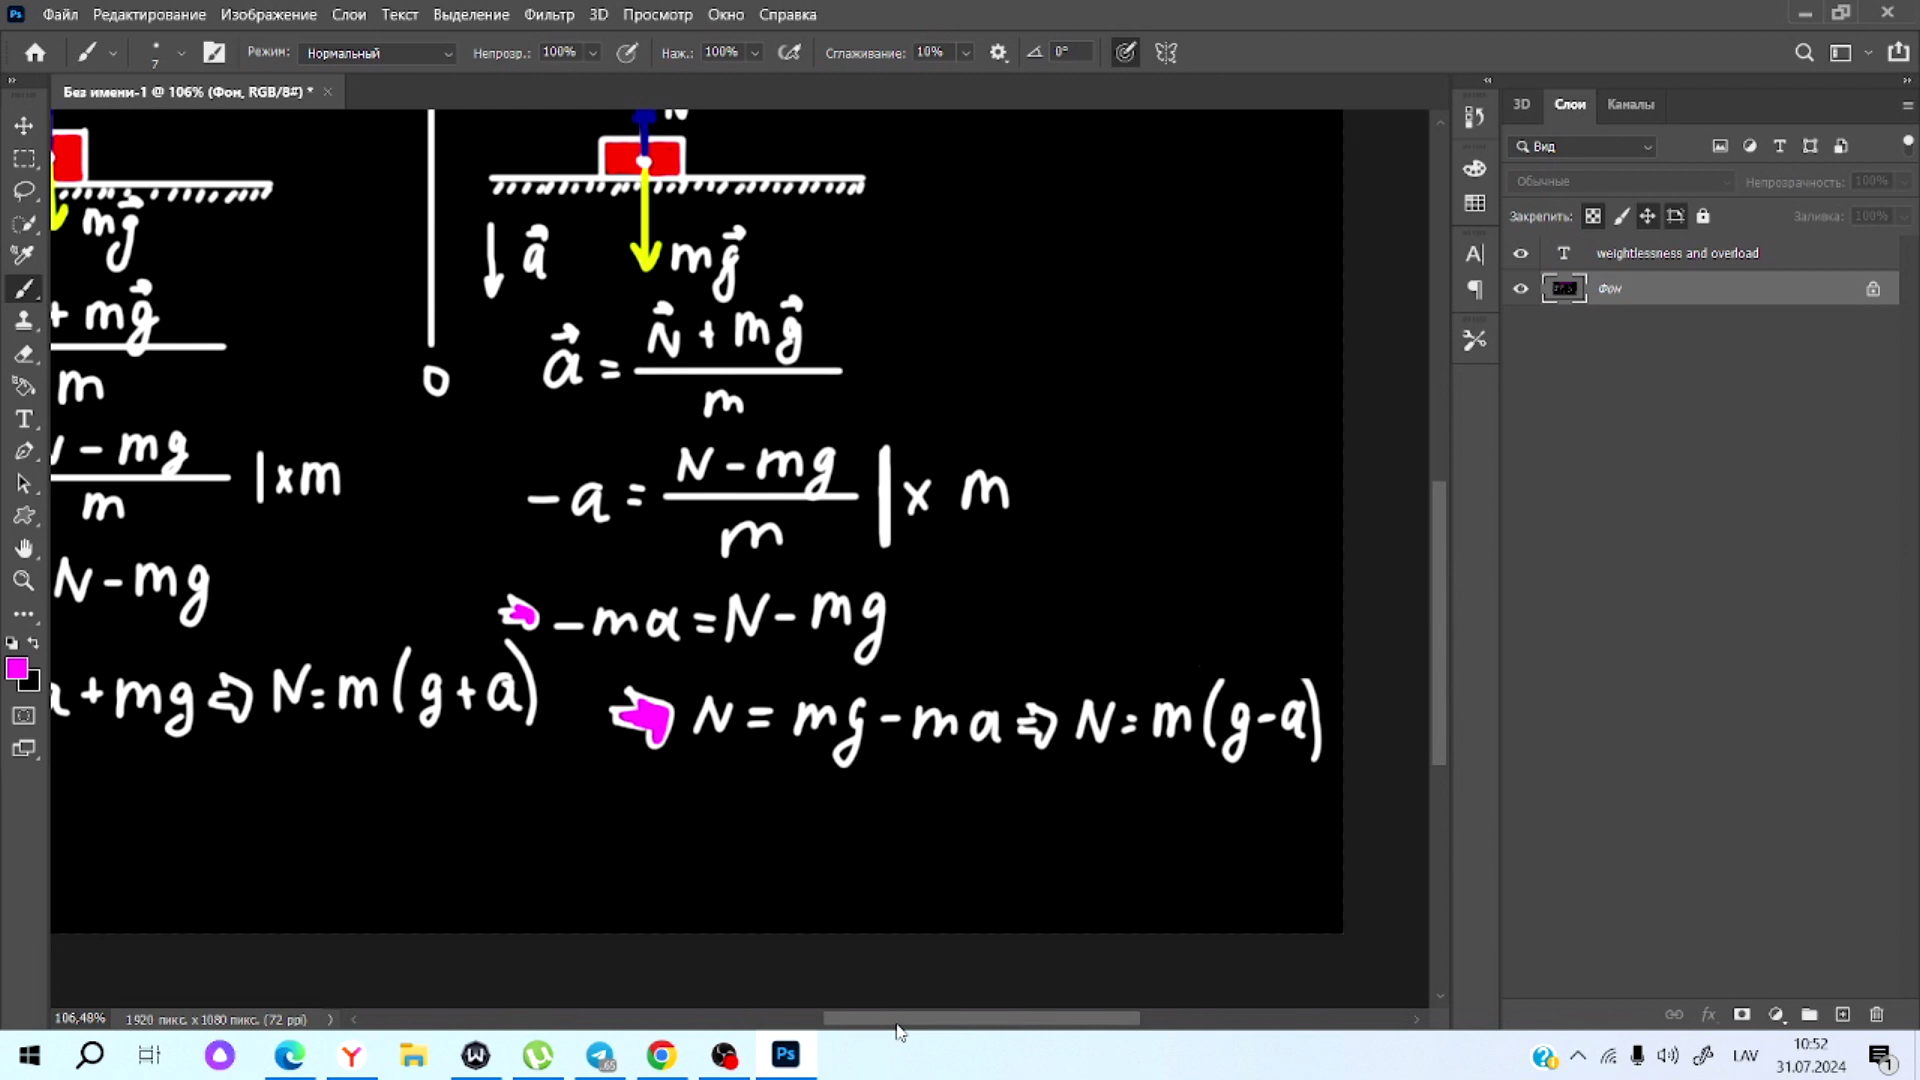 Файл Редактирование Изображение Слои Текст Выделение Фильтр 3D Просмотр Окно Справка
7 Режим: Нормальный Непрозр.: 100% Наж.: 100% Сглаживание: 10% 0°
Без имени-1 @ 106% (Фон, RGB/8#) * ×
3D Слои Каналы
Вид
Обычные Непрозрачность: 100%
Закрепить: Заливка: 100%
weightlessness and overload
Фон
N
mg⃗
a⃗
mg⃗
+ mg⃗
m
0
a⃗ = (N⃗ + mg⃗) / m
- mg
m
|xm
-a = (N - mg) / m | x m
N - mg
-ma = N - mg
a + mg ⇨ N = m(g + a)
N = mg - ma ⇨ N = m(g - a)
106,48% 1920 пикс. x 1080 пикс. (72 ppi)
LAV
10:52
31.07.2024
1